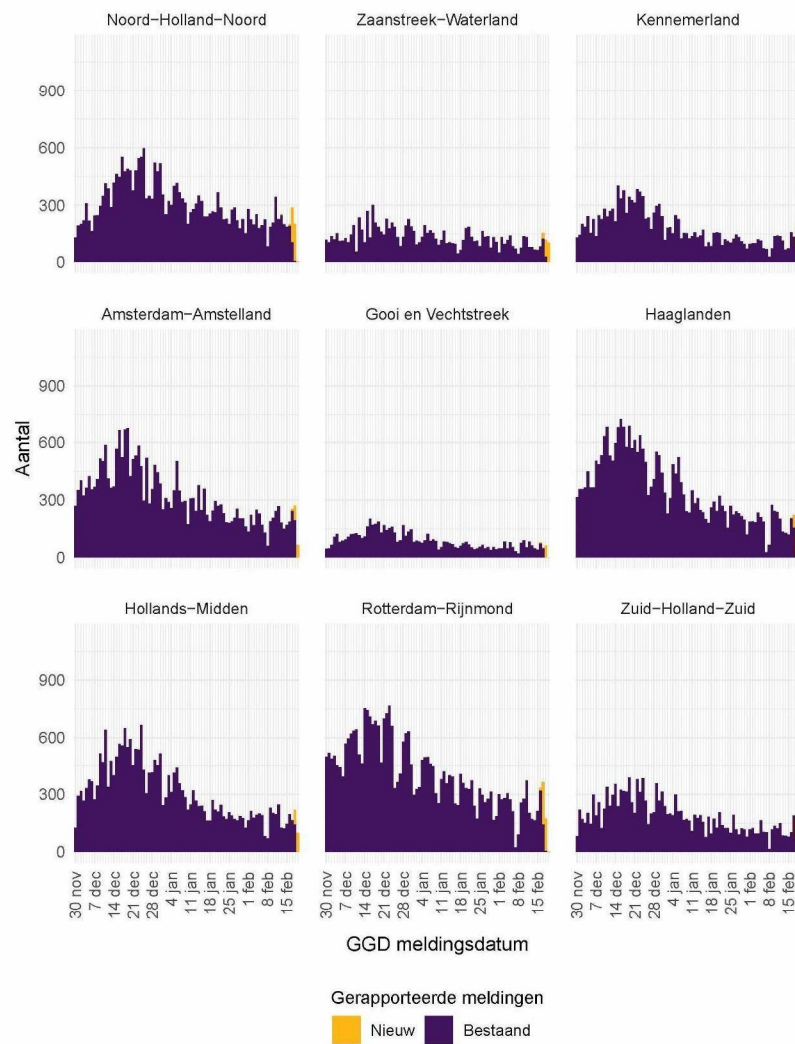 Noord-Holland-Noord Zaanstreek-Waterland Kennemerland
900
600
300
0
Amsterdam-Amstelland Gooi en Vechtstreek Haaglanden
900
600
300
0
Aantal
Hollands-Midden Rotterdam-Rijnmond Zuid-Holland-Zuid
900
600
300
0
30 nov 7 dec 14 dec 21 dec 28 dec 4 jan 11 jan 18 jan 25 jan 1 feb 8 feb 15 feb 30 nov 7 dec 14 dec 21 dec 28 dec 4 jan 11 jan 18 jan 25 jan 1 feb 8 feb 15 feb 30 nov 7 dec 14 dec 21 dec 28 dec 4 jan 11 jan 18 jan 25 jan 1 feb 8 feb 15 feb
GGD meldingsdatum
Gerapporteerde meldingen
Nieuw Bestaand